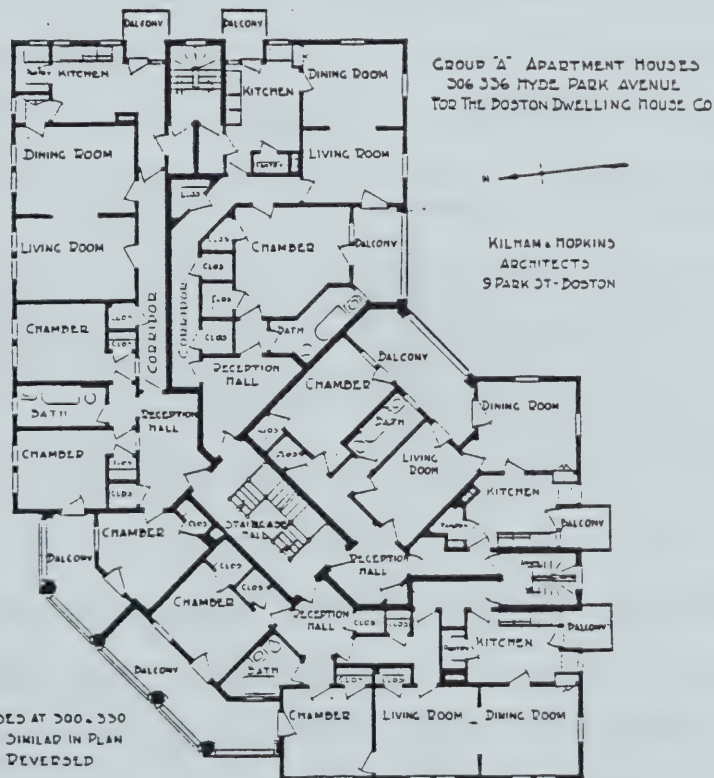 BALCONY
BALCONY
GROUP "A" APARTMENT HOUSES
306 336 HYDE PARK AVENUE
FOR THE BOSTON DWELLING HOUSE CO
PANTRY
KITCHEN
KITCHEN
DINING ROOM
DINING ROOM
PANTRY
LIVING ROOM
CLOS
N
LIVING ROOM
CLOS
CHAMBER
BALCONY
KILHAM & HOPKINS
ARCHITECTS
9 PARK ST - BOSTON
CLOS
CLOS
CHAMBER
CLOS
CORRIDOR
CORRIDOR
CLOS
BATH
CLOS
RECEPTION
HALL
BALCONY
CHAMBER
BATH
RECEPTION
HALL
DINING ROOM
BATH
CHAMBER
CLOS
CLOS
LIVING
ROOM
CLOS
CLOS
KITCHEN
CHAMBER
CLOS
STAIRCASE
HALL
PANTRY
BALCONY
BALCONY
CLOS
CLOS
RECEPTION
HALL
CHAMBER
RECEPTION
HALL
CLOS
CLOS
KITCHEN
BALCONY
PANTRY
BALCONY
BATH
CLOS
CLOS
CHAMBER
LIVING ROOM
DINING ROOM
SIMILAR IN PLAN
REVERSED